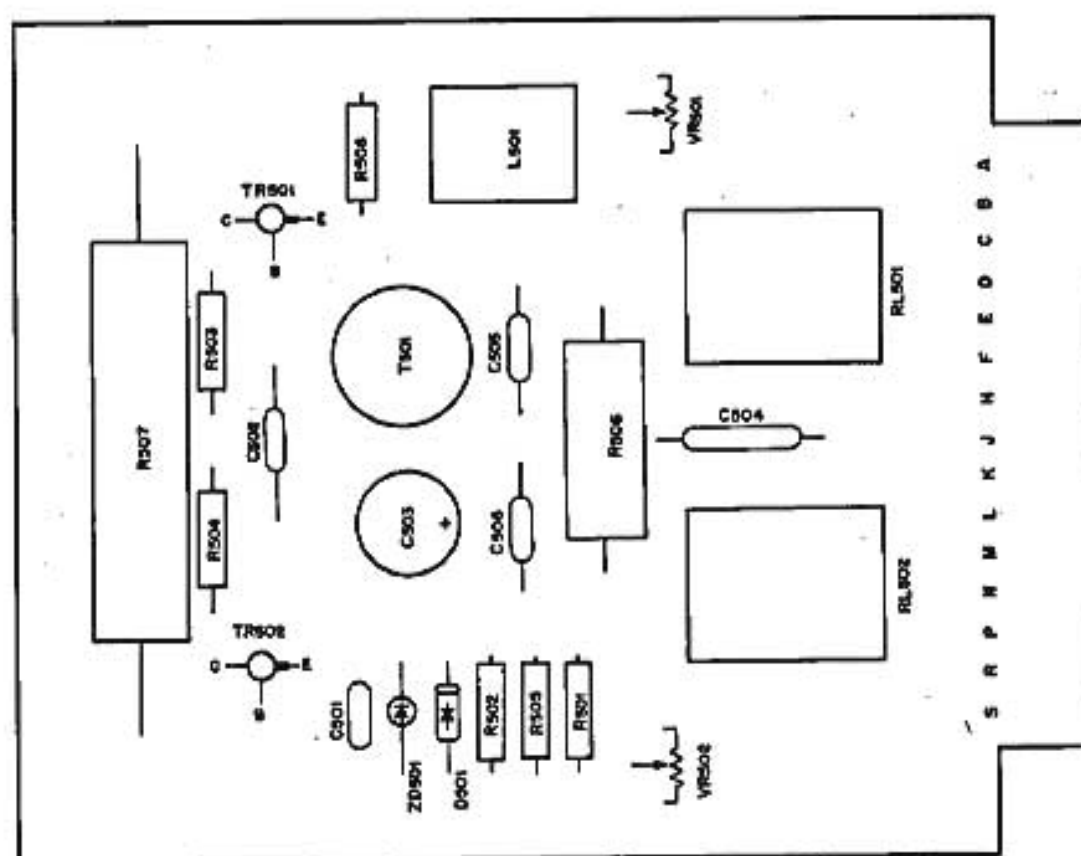 R508
L501
VR501
TR501
C
E
B
RL501
R503
T501
C505
C504
R507
C502
R506
R504
C503
+
C506
RL502
TR502
C
E
B
C501
ZD501
D501
R502
R505
R501
VR502
A
B
C
D
E
F
H
J
K
L
M
N
P
R
S